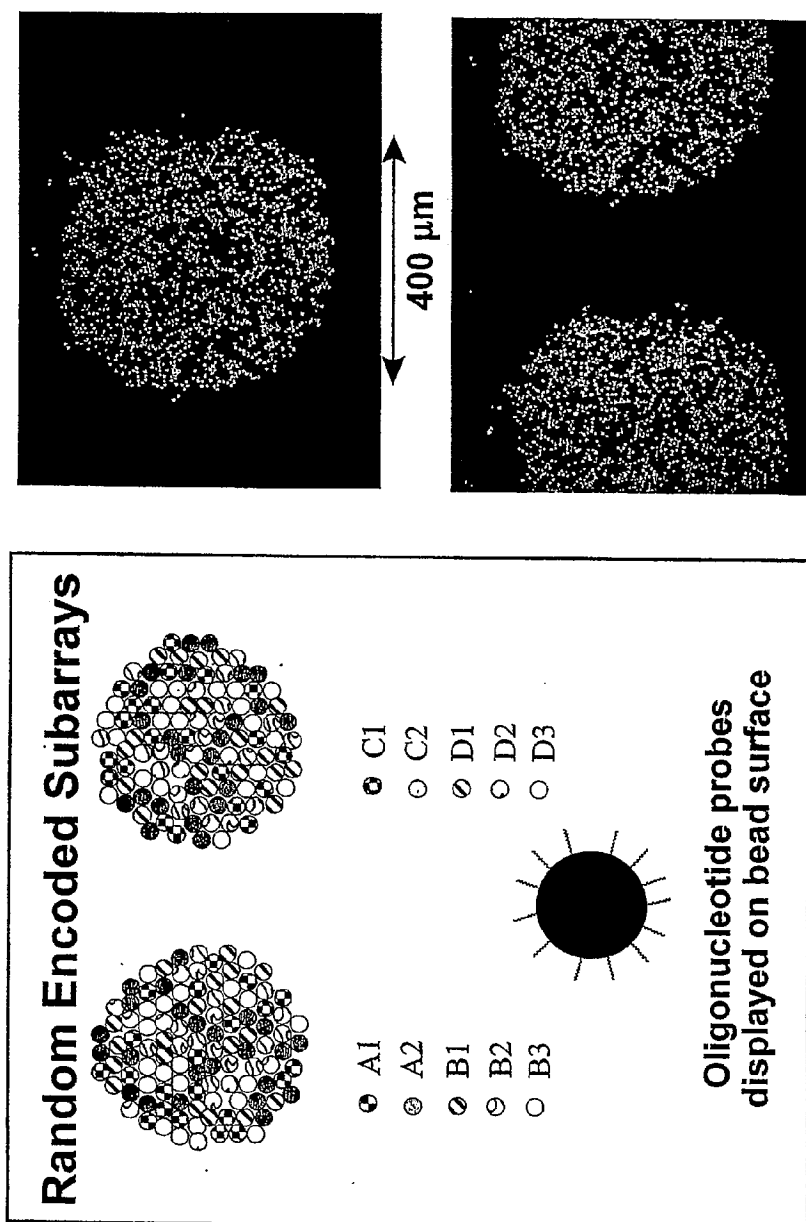 Random Encoded Subarrays
A1
A2
B1
B2
B3
C1
C2
D1
D2
D3
Oligonucleotide probes
displayed on bead surface
400 μm